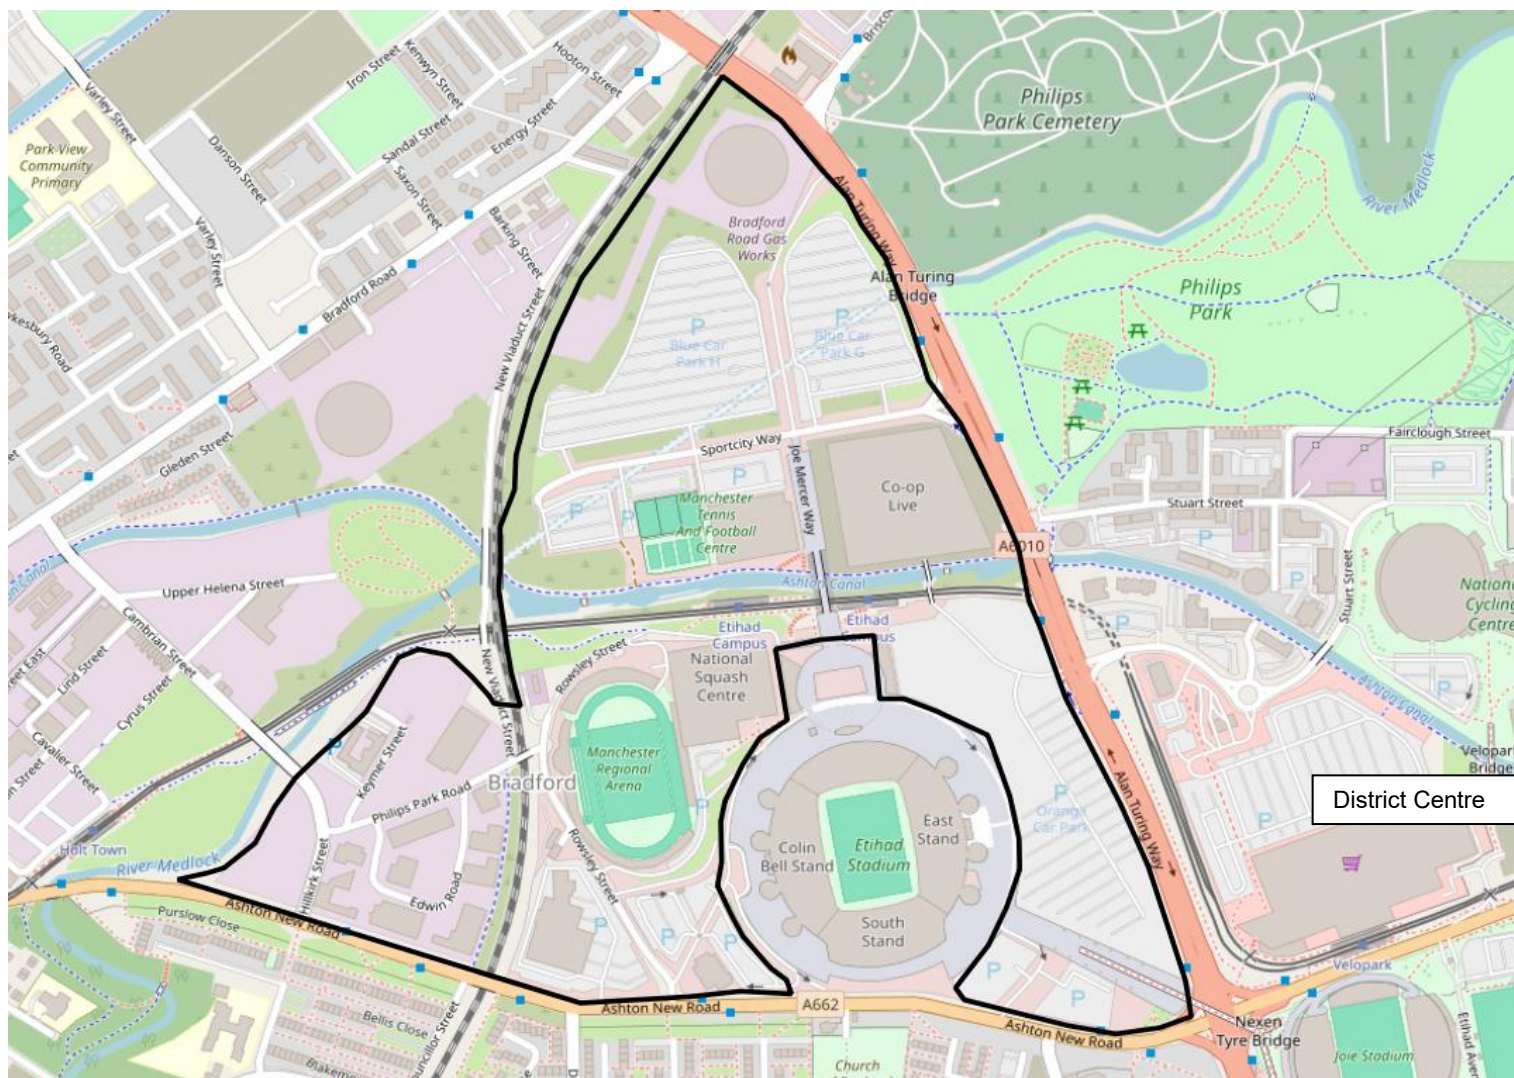 Iron Street
Kenwyn Street
Hooton Street
Varley Street
Park View
Community
Primary
Danson Street
Sandal Street
Energy Street
Saxon Street
Barking Street
Varley Street
Bradford Road
New Viaduct Street
Gleden Street
Philips
Park Cemetery
River Medlock
Alan Turing Way
Bradford
Road Gas
Works
Alan Turing
Bridge
Philips
Park
P
Blue Car
Park H
P
Blue Car
Park G
Sportcity Way
Joe Mercer Way
P
P
P
Manchester
Tennis
And Football
Centre
Co-op
Live
A6010
Fairclough Street
P
Stuart Street
P
P
Stuart Street
Ashton Canal
Upper Helena Street
Cambrian Street
Lind Street
Cyrus Street
Cavalier Street
Etihad
Campus
Etihad
Campus
Rowsley Street
National
Squash
Centre
New Viaduct Street
P
Keymer Street
Bradford
Philips Park Road
Manchester
Regional
Arena
P
P
Orange
Car Park
P
Ashton Canal
P
Velopark
Bridge
District Centre
Alan Turing Way
East
Stand
Colin
Bell Stand
Etihad
Stadium
South
Stand
Holt Town
River Medlock
Hillkirk Street
Edwin Road
Rowsley Street
Ashton New Road
Purslow Close
P
P
P
P
P
Velopark
Ashton New Road
A662
Ashton New Road
Bellis Close
Nexen
Tyre Bridge
Joie Stadium
Church